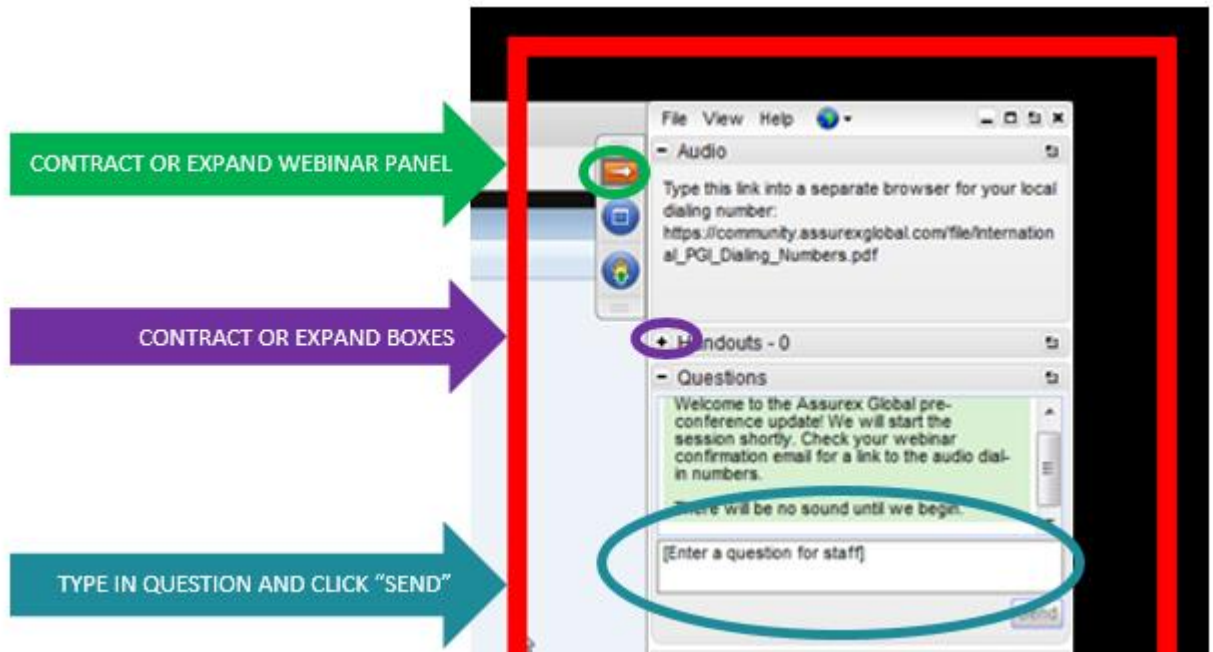 File View Help
- Audio
CONTRACT OR EXPAND WEBINAR PANEL
Type this link into a separate browser for your local
dialing number:
https://community.assurexglobal.com/file/Internation
al_PGI_Dialing_Numbers.pdf
CONTRACT OR EXPAND BOXES
+ Handouts - 0
- Questions
Welcome to the Assurex Global pre-
conference update! We will start the
session shortly. Check your webinar
confirmation email for a link to the audio dial-
in numbers.
There will be no sound until we begin.
[Enter a question for staff]
TYPE IN QUESTION AND CLICK "SEND"
Send